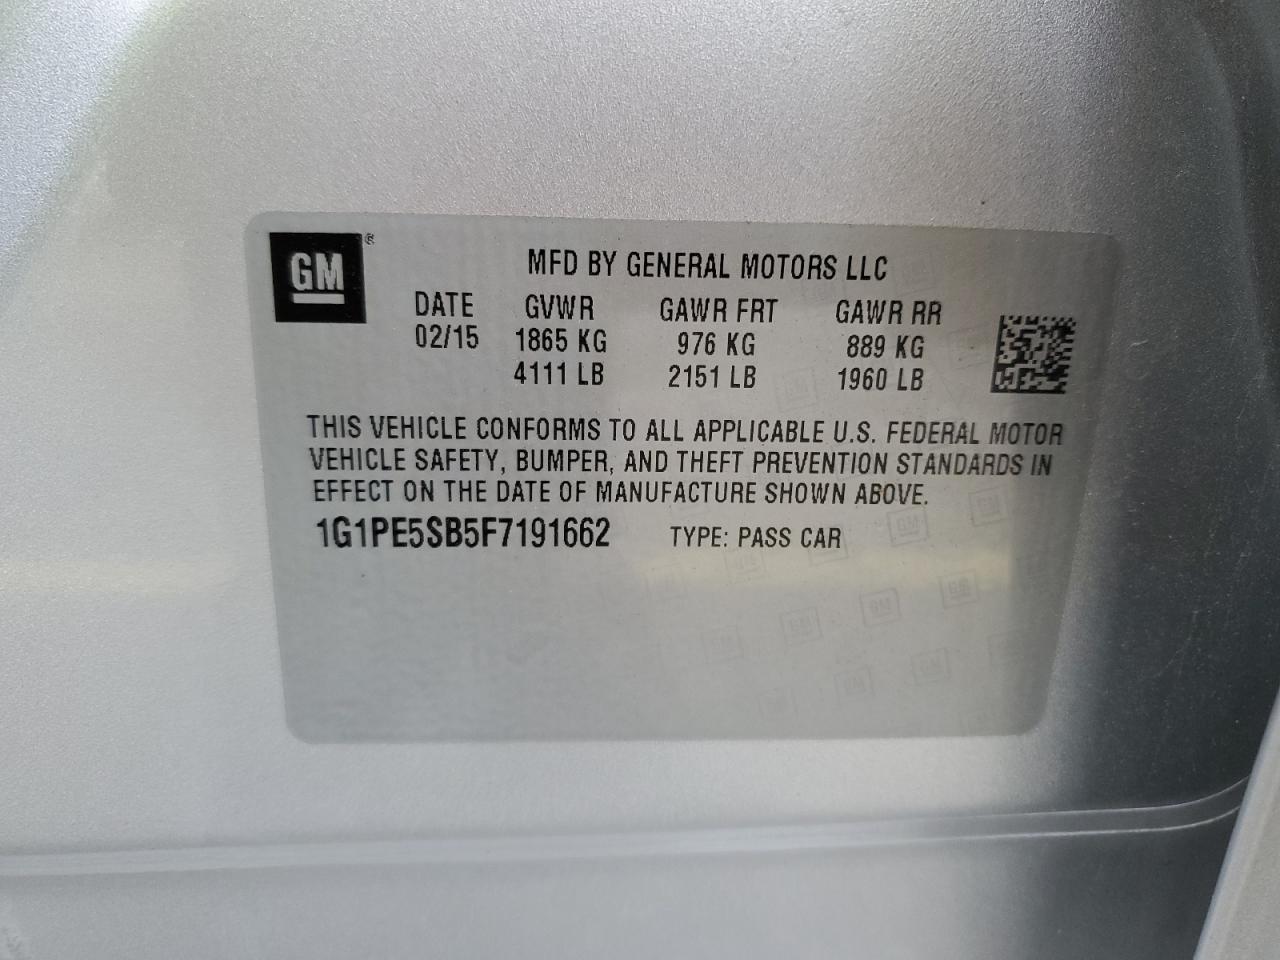 GM ®
MFD BY GENERAL MOTORS LLC
DATE GVWR GAWR FRT GAWR RR
02/15 1865 KG 976 KG 889 KG
4111 LB 2151 LB 1960 LB
THIS VEHICLE CONFORMS TO ALL APPLICABLE U.S. FEDERAL MOTOR
VEHICLE SAFETY, BUMPER, AND THEFT PREVENTION STANDARDS IN
EFFECT ON THE DATE OF MANUFACTURE SHOWN ABOVE.
1G1PE5SB5F7191662 TYPE: PASS CAR